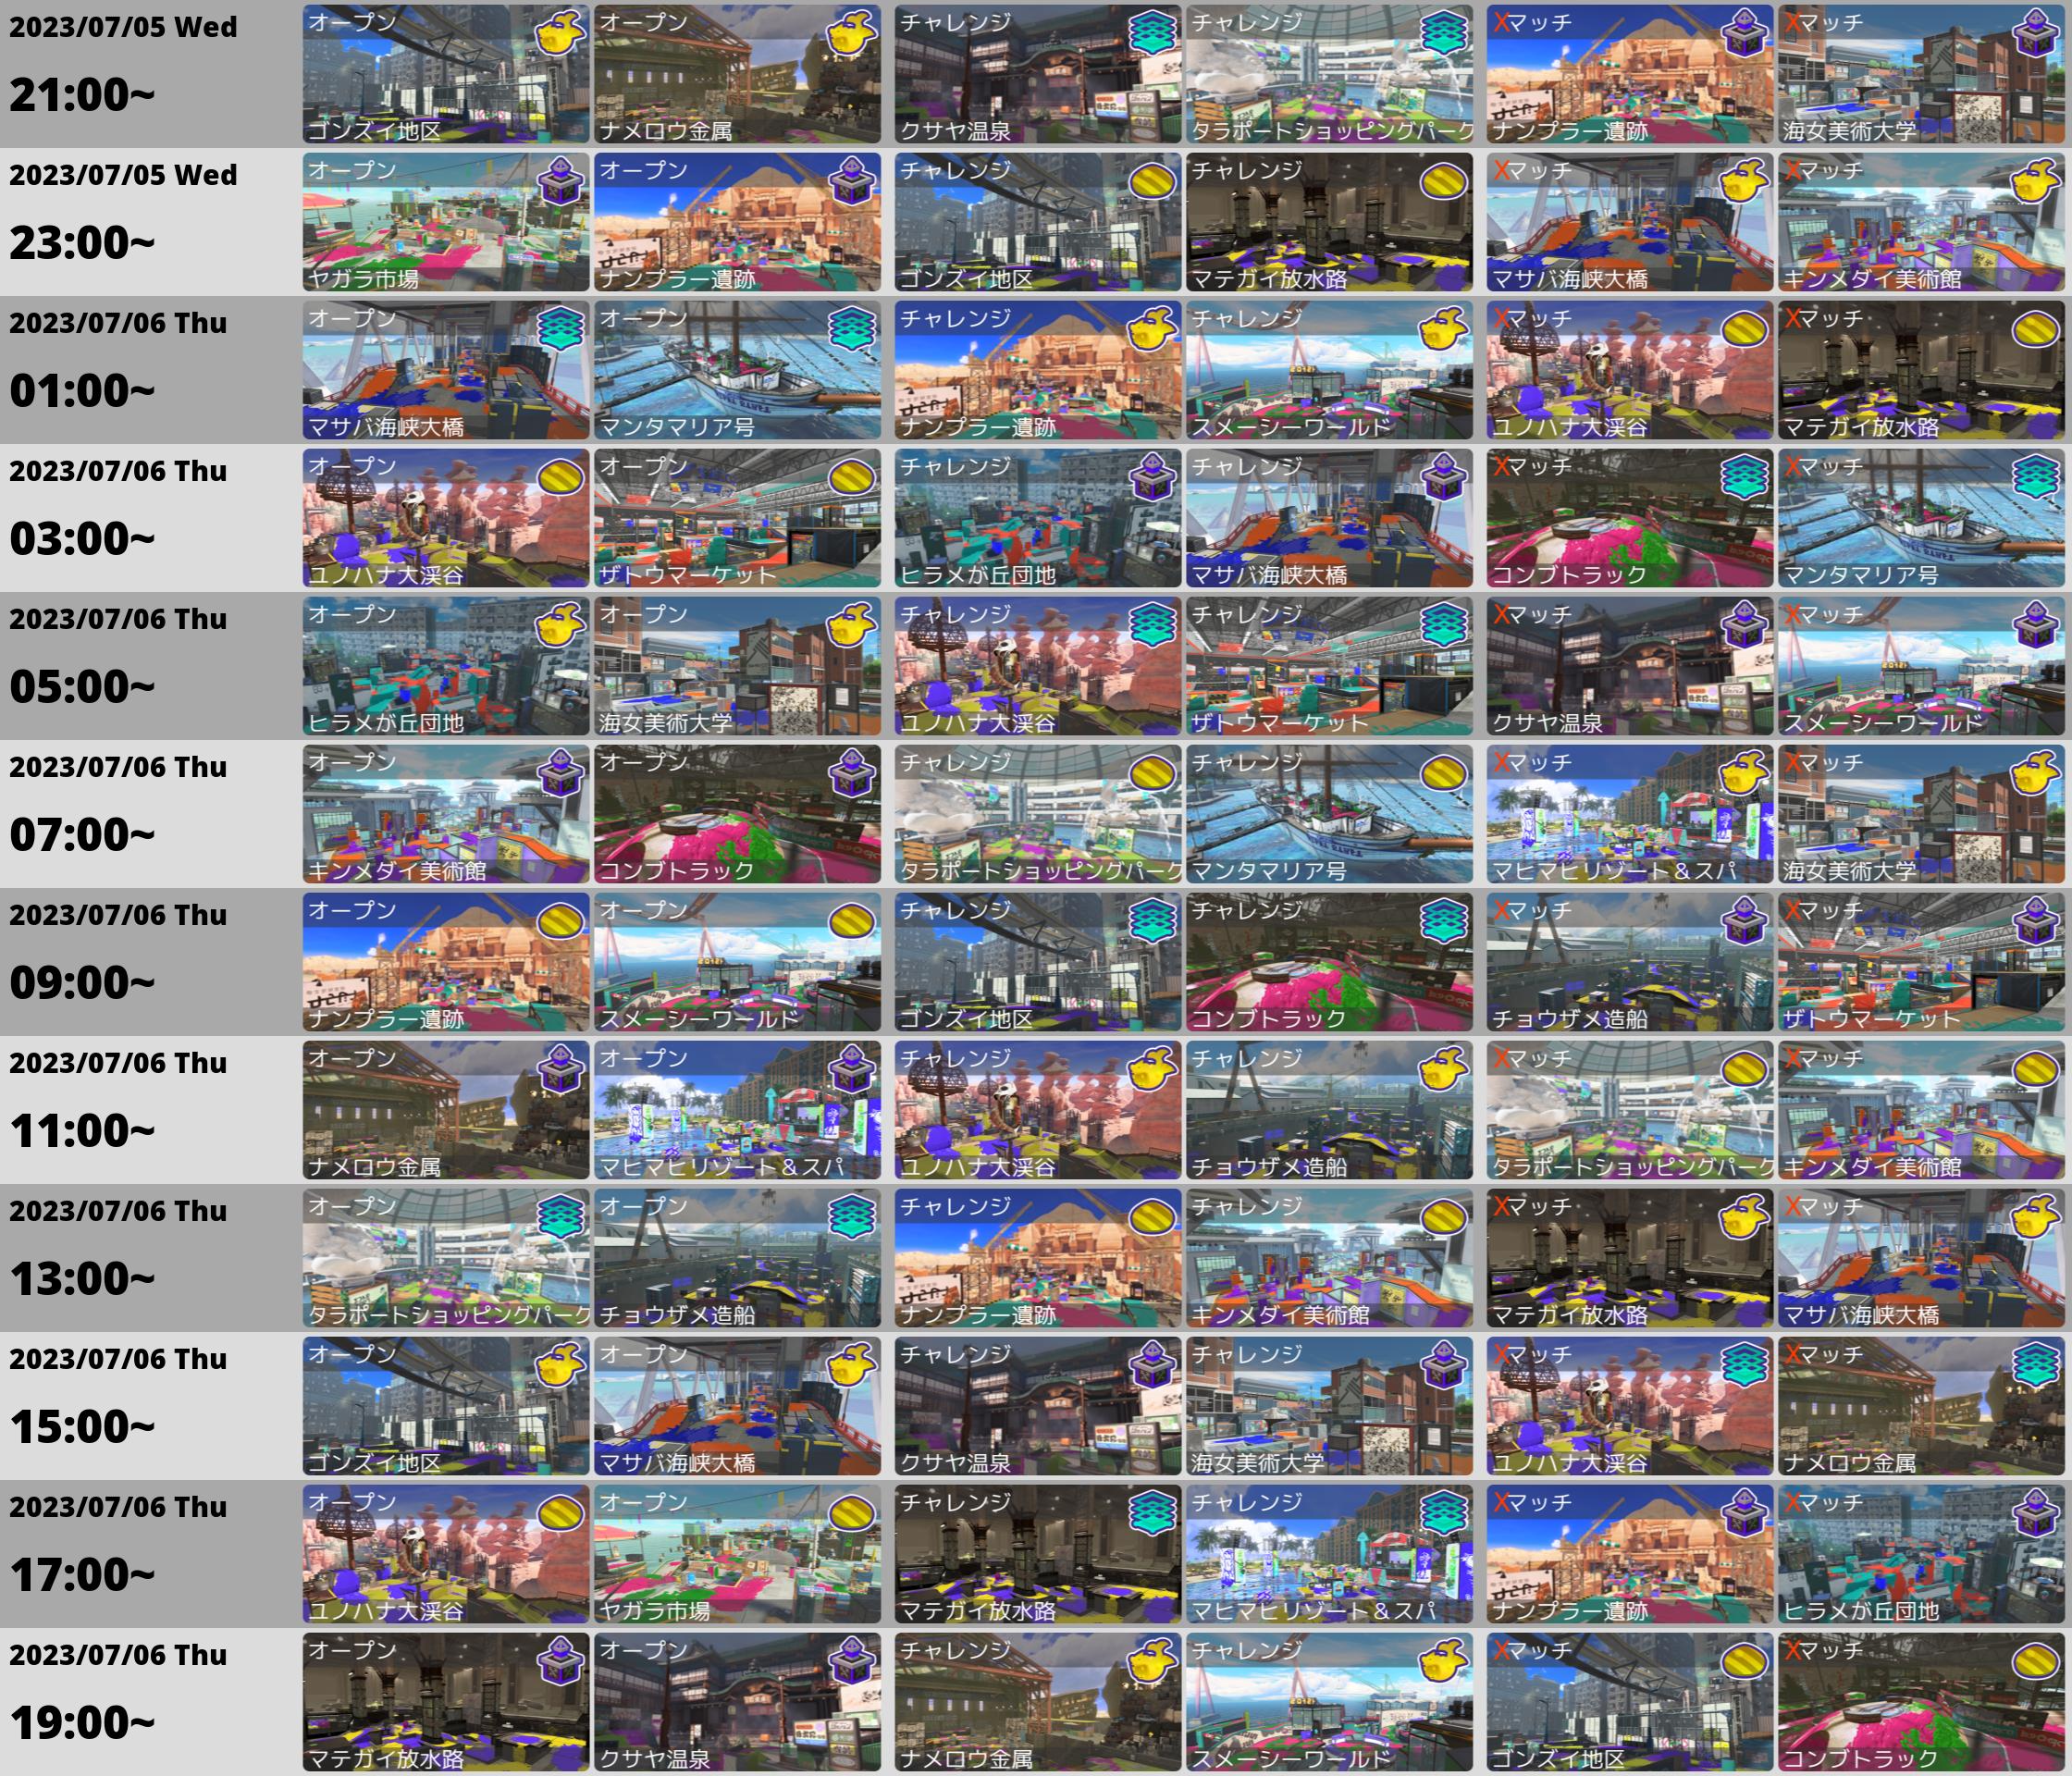 2023/07/05 Wed
21:00~
オープン オープン チャレンジ チャレンジ Xマッチ Xマッチ
ゴンズイ地区 ナメロウ金属 クサヤ温泉 タラポートショッピングパーク ナンプラー遺跡 海女美術大学
2023/07/05 Wed
23:00~
オープン オープン チャレンジ チャレンジ Xマッチ Xマッチ
ヤガラ市場 ナンプラー遺跡 ゴンズイ地区 マテガイ放水路 マサバ海峡大橋 キンメダイ美術館
2023/07/06 Thu
01:00~
オープン オープン チャレンジ チャレンジ Xマッチ Xマッチ
マサバ海峡大橋 マンタマリア号 ナンプラー遺跡 スメーシーワールド ユノハナ大渓谷 マテガイ放水路
2023/07/06 Thu
03:00~
オープン オープン チャレンジ チャレンジ Xマッチ Xマッチ
ユノハナ大渓谷 ザトウマーケット ヒラメが丘団地 マサバ海峡大橋 コンブトラック マンタマリア号
2023/07/06 Thu
05:00~
オープン オープン チャレンジ チャレンジ Xマッチ Xマッチ
ヒラメが丘団地 海女美術大学 ユノハナ大渓谷 ザトウマーケット クサヤ温泉 スメーシーワールド
2023/07/06 Thu
07:00~
オープン オープン チャレンジ チャレンジ Xマッチ Xマッチ
キンメダイ美術館 コンブトラック タラポートショッピングパーク マンタマリア号 マヒマヒリゾート＆スパ 海女美術大学
2023/07/06 Thu
09:00~
オープン オープン チャレンジ チャレンジ Xマッチ Xマッチ
ナンプラー遺跡 スメーシーワールド ゴンズイ地区 コンブトラック チョウザメ造船 ザトウマーケット
2023/07/06 Thu
11:00~
オープン オープン チャレンジ チャレンジ Xマッチ Xマッチ
ナメロウ金属 マヒマヒリゾート＆スパ ユノハナ大渓谷 チョウザメ造船 タラポートショッピングパーク キンメダイ美術館
2023/07/06 Thu
13:00~
オープン オープン チャレンジ チャレンジ Xマッチ Xマッチ
タラポートショッピングパーク チョウザメ造船 ナンプラー遺跡 キンメダイ美術館 マテガイ放水路 マサバ海峡大橋
2023/07/06 Thu
15:00~
オープン オープン チャレンジ チャレンジ Xマッチ Xマッチ
ゴンズイ地区 マサバ海峡大橋 クサヤ温泉 海女美術大学 ユノハナ大渓谷 ナメロウ金属
2023/07/06 Thu
17:00~
オープン オープン チャレンジ チャレンジ Xマッチ Xマッチ
ユノハナ大渓谷 ヤガラ市場 マテガイ放水路 マヒマヒリゾート＆スパ ナンプラー遺跡 ヒラメが丘団地
2023/07/06 Thu
19:00~
オープン オープン チャレンジ チャレンジ Xマッチ Xマッチ
マテガイ放水路 クサヤ温泉 ナメロウ金属 スメーシーワールド ゴンズイ地区 コンブトラック